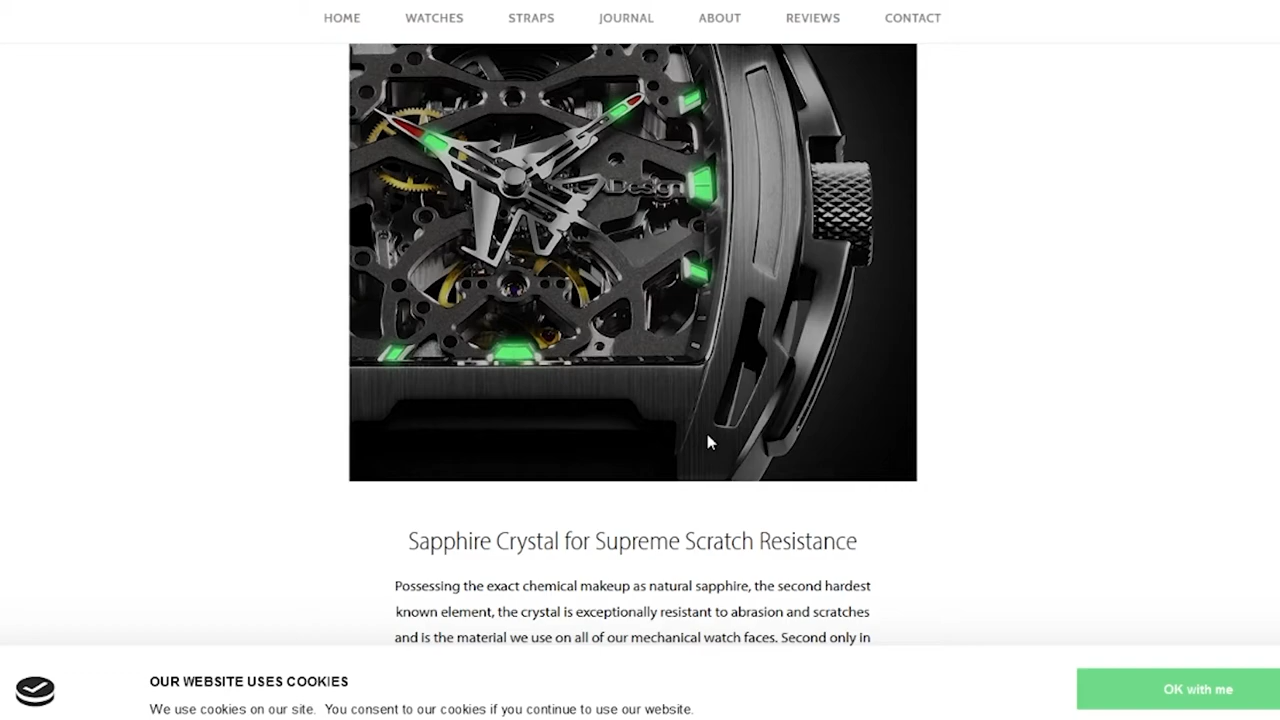 HOME WATCHES STRAPS JOURNAL ABOUT REVIEWS CONTACT
Design
Sapphire Crystal for Supreme Scratch Resistance
Possessing the exact chemical makeup as natural sapphire, the second hardest
known element, the crystal is exceptionally resistant to abrasion and scratches
and is the material we use on all of our mechanical watch faces. Second only in
OUR WEBSITE USES COOKIES
We use cookies on our site. You consent to our cookies if you continue to use our website.
OK with me